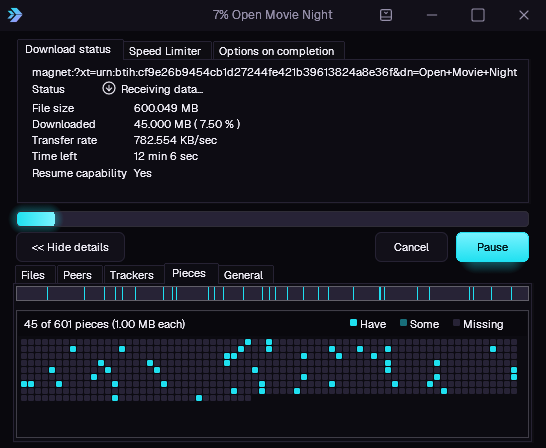 7% Open Movie Night
Download status
Speed Limiter
Options on completion
magnet:?xt=urn:btih:cf9e26b9454cb1d27244fe421b39613824a8e36f&dn=Open+Movie+Night
Status Receiving data...
File size 600.049 MB
Downloaded 45.000 MB ( 7.50 % )
Transfer rate 782.554 KB/sec
Time left 12 min 6 sec
Resume capability Yes
<< Hide details
Cancel
Pause
Files
Peers
Trackers
Pieces
General
45 of 601 pieces (1.00 MB each)
Have
Some
Missing